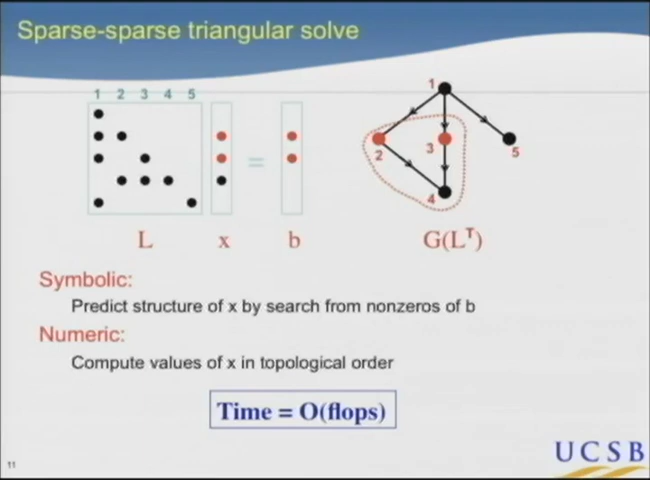 Sparse-sparse triangular solve
1 2 3 4 5
=
1
2
3
4
5
L
x
b
G(Lᵀ)
Symbolic:
Predict structure of x by search from nonzeros of b
Numeric:
Compute values of x in topological order
Time = O(flops)
11
UCSB